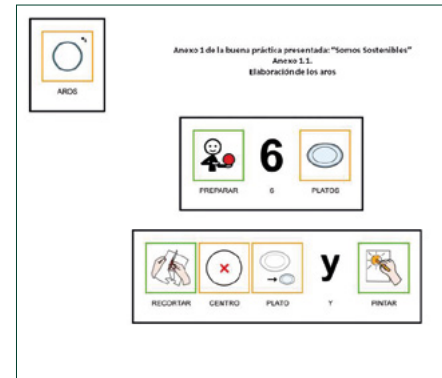 AROS
Anexo 1 de la buena práctica presentada: "Somos Sostenibles"
Anexo 1.1.
Elaboración de los aros
6
PREPARAR 6 PLATOS
y
RECORTAR CENTRO PLATO Y PINTAR